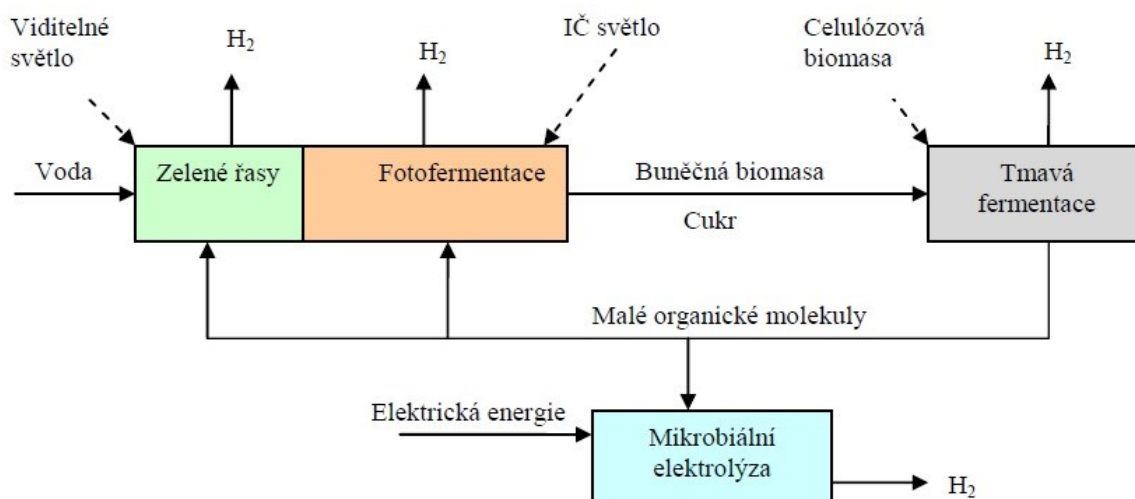 Viditelné
světlo
H₂
H₂
IČ světlo
Celulózová
biomasa
H₂
Voda
Zelené řasy
Fotofermentace
Buněčná biomasa
Cukr
Tmavá
fermentace
Malé organické molekuly
Elektrická energie
Mikrobiální
elektrolýza
H₂